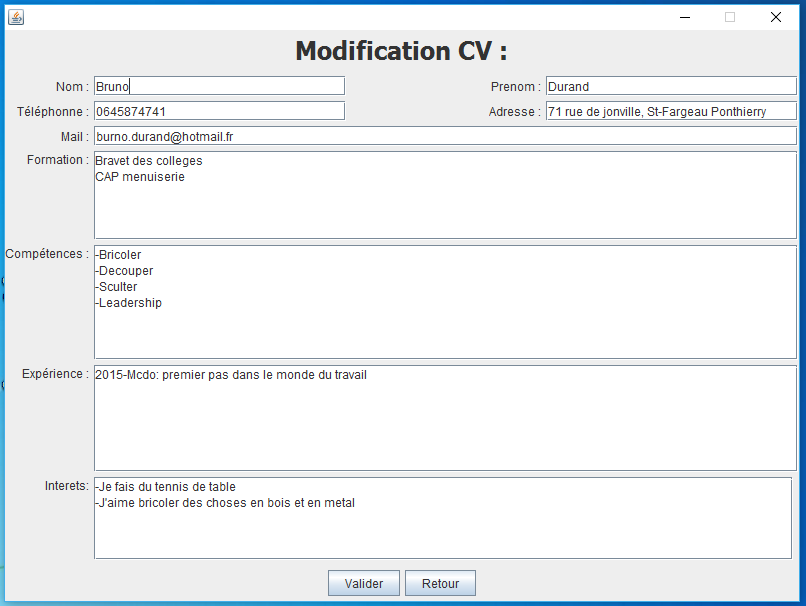 Modification CV :
Nom : Bruno Prenom : Durand
Téléphonne : 0645874741 Adresse : 71 rue de jonville, St-Fargeau Ponthierry
Mail : burno.durand@hotmail.fr
Formation : Bravet des colleges
CAP menuiserie
Compétences : -Bricoler
-Decouper
-Sculter
-Leadership
Expérience : 2015-Mcdo: premier pas dans le monde du travail
Interets: -Je fais du tennis de table
-J'aime bricoler des choses en bois et en metal
Valider Retour